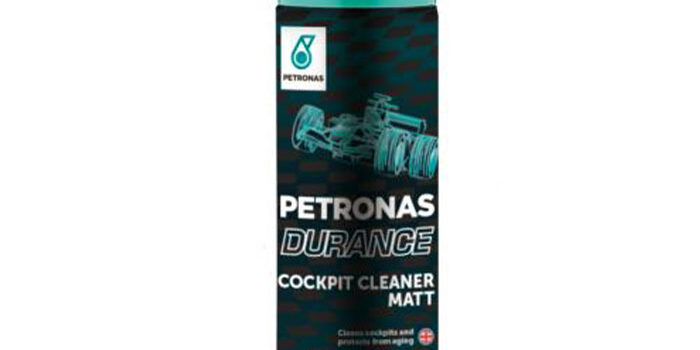 PETRONAS
PETRONAS
DURANCE
COCKPIT CLEANER
MATT
Cleans cockpits and
protects from aging